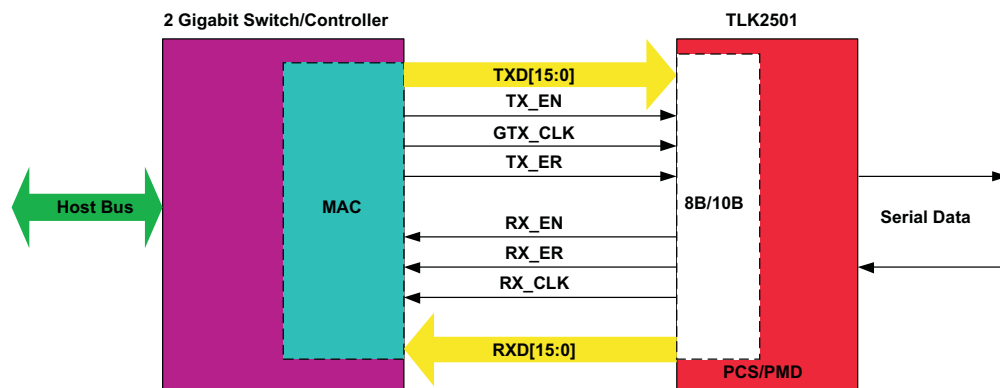 2 Gigabit Switch/Controller
TLK2501
TXD[15:0]
TX_EN
GTX_CLK
TX_ER
Host Bus
MAC
8B/10B
Serial Data
RX_EN
RX_ER
RX_CLK
RXD[15:0]
PCS/PMD